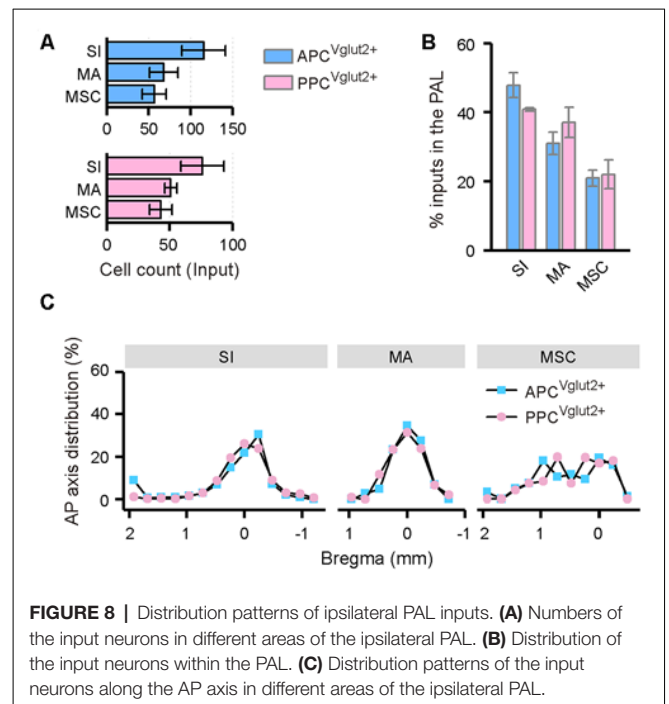 A
SI
MA
MSC
0 50 100 150
SI
MA
MSC
0 50 100
Cell count (Input)
APC^Vglut2+
PPC^Vglut2+
B
% inputs in the PAL
60
40
20
0
SI MA MSC
C
AP axis distribution (%)
SI MA MSC
60
40
20
0
APC^Vglut2+
PPC^Vglut2+
2 1 0 -1 1 0 -1 2 1 0
Bregma (mm)
FIGURE 8 | Distribution patterns of ipsilateral PAL inputs. (A) Numbers of
the input neurons in different areas of the ipsilateral PAL. (B) Distribution of
the input neurons within the PAL. (C) Distribution patterns of the input
neurons along the AP axis in different areas of the ipsilateral PAL.